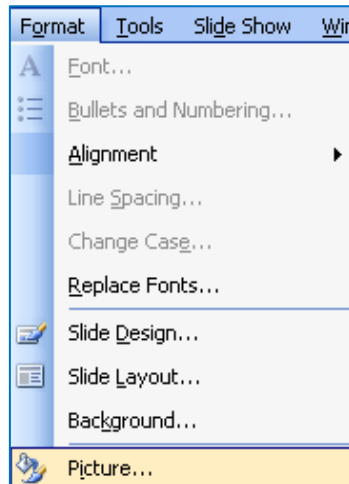 Format Tools Slide Show
Font...
Bullets and Numbering...
Alignment
Line Spacing...
Change Case...
Replace Fonts...
Slide Design...
Slide Layout...
Background...
Picture...